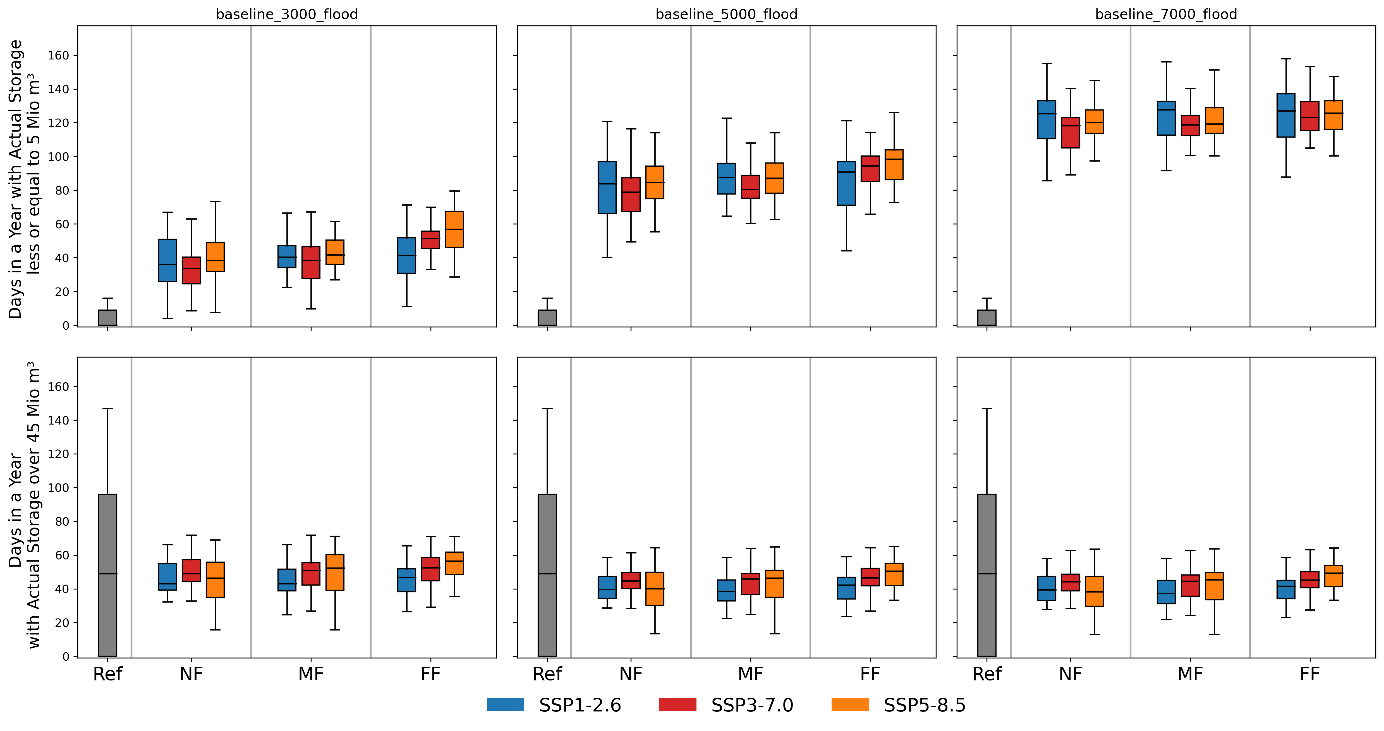 baseline_3000_flood baseline_5000_flood baseline_7000_flood
Days in a Year with Actual Storage
less or equal to 5 Mio m³
160
140
120
100
80
60
40
20
0
Days in a Year
with Actual Storage over 45 Mio m³
160
140
120
100
80
60
40
20
0
Ref NF MF FF Ref NF MF FF Ref NF MF FF
SSP1-2.6 SSP3-7.0 SSP5-8.5